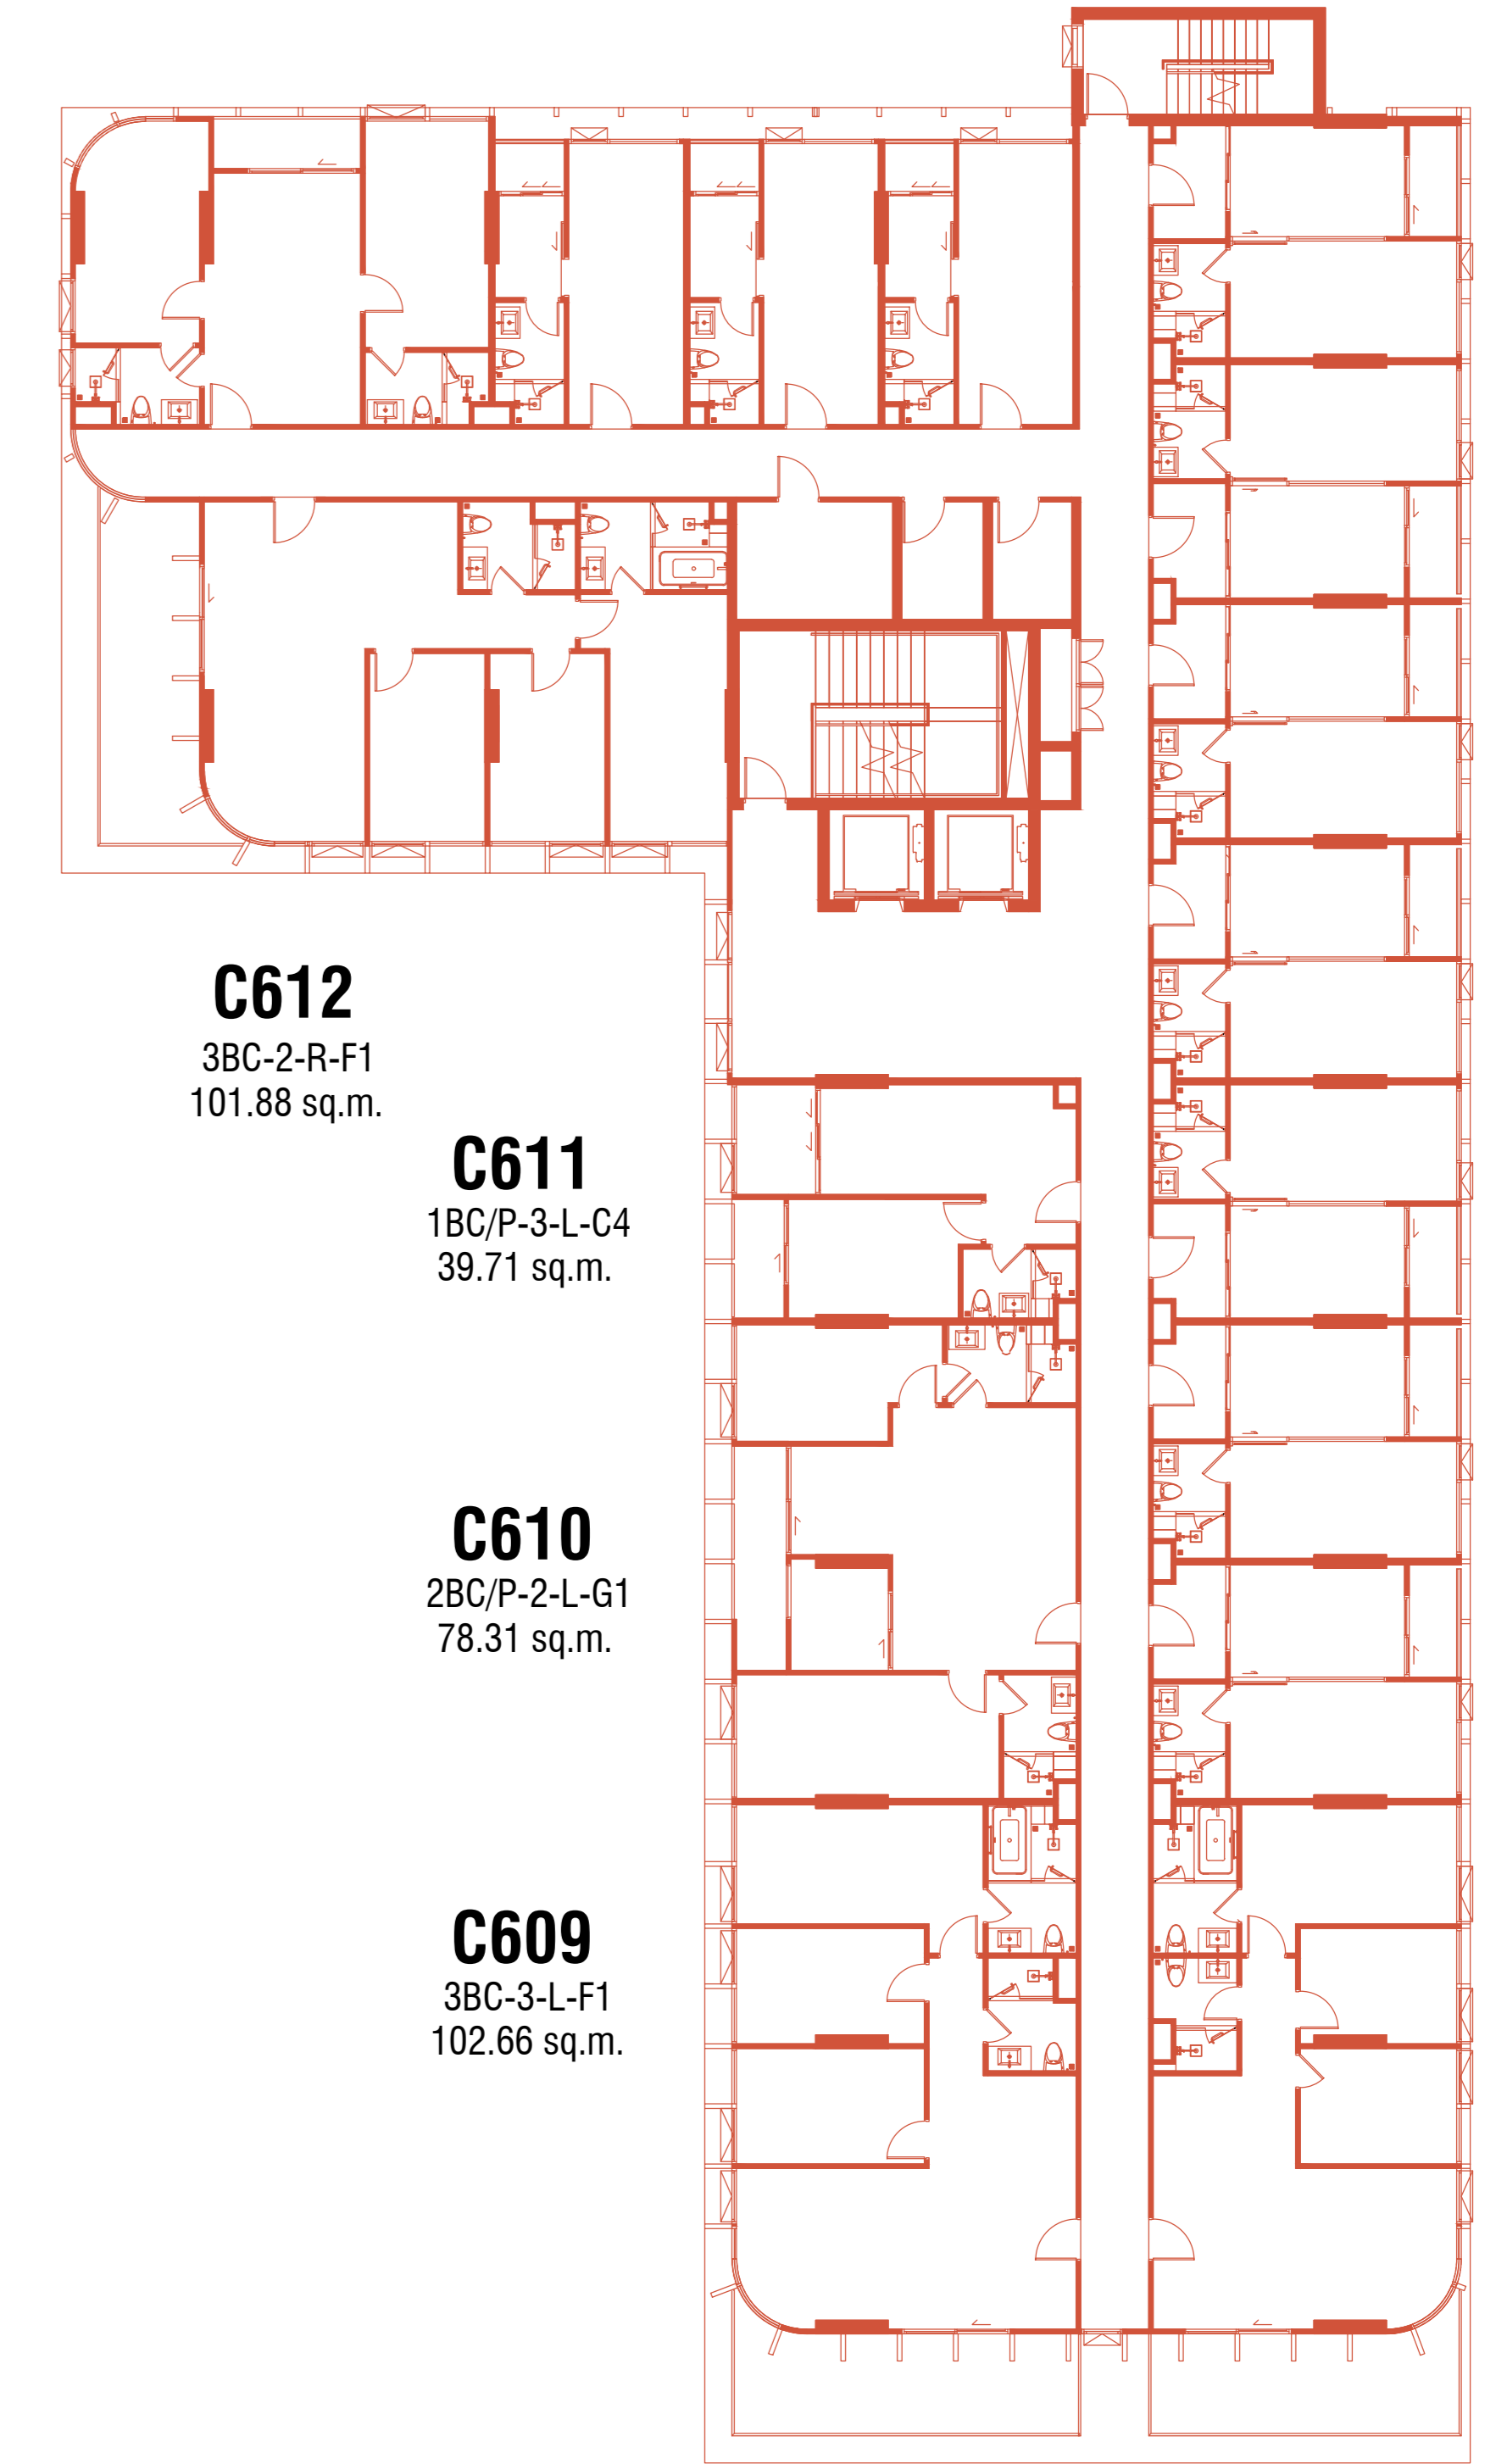 C612
3BC-2-R-F1
101.88 sq.m.
C611
1BC/P-3-L-C4
39.71 sq.m.
C610
2BC/P-2-L-G1
78.31 sq.m.
C609
3BC-3-L-F1
102.66 sq.m.